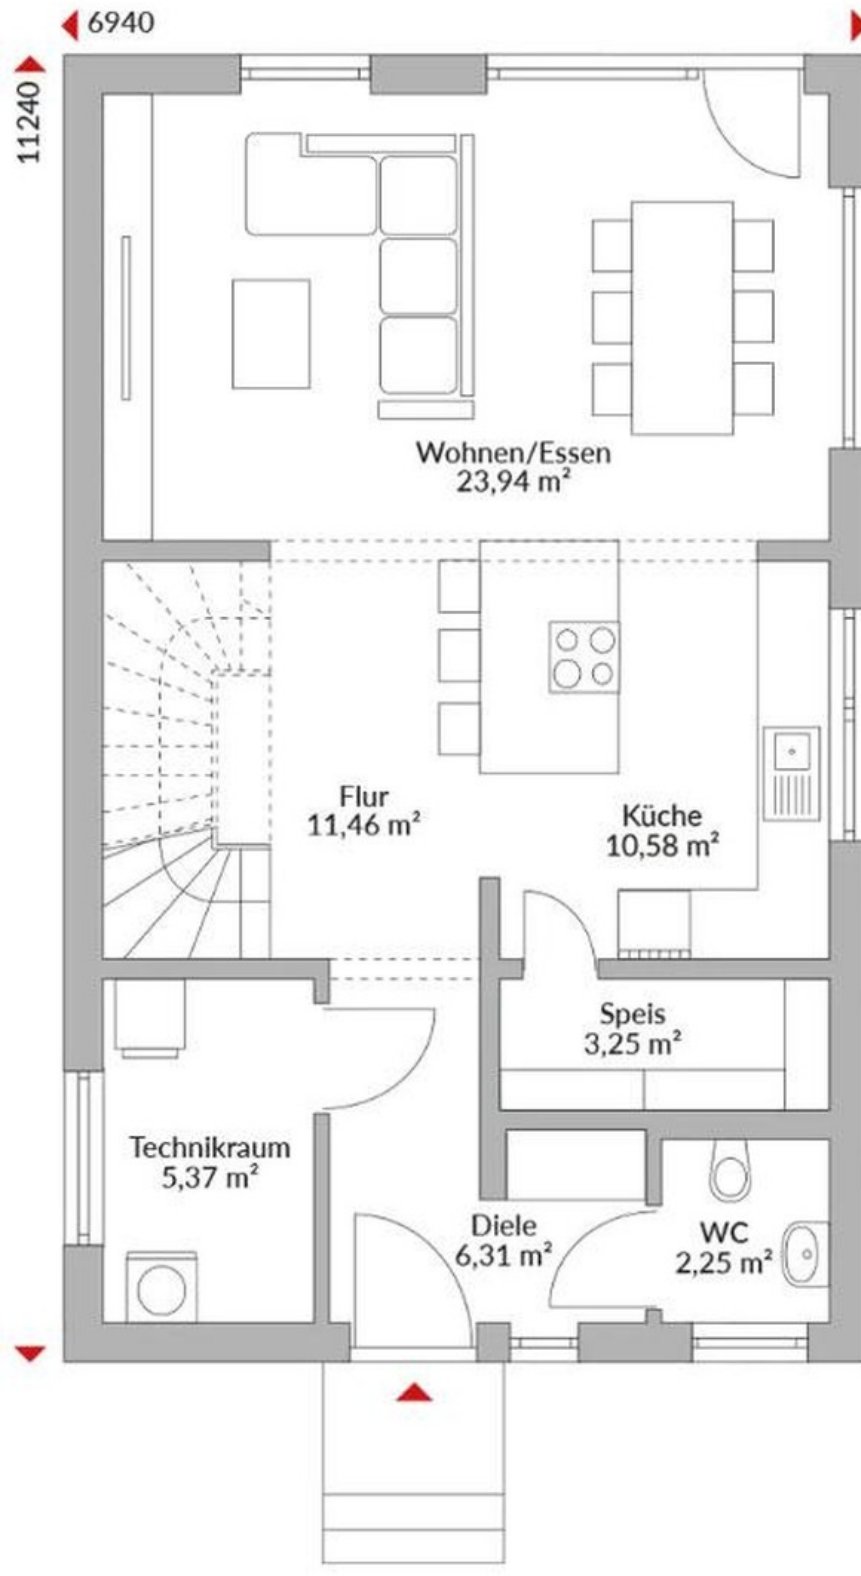 6940
11240
Wohnen/Essen
23,94 m²
Flur
11,46 m²
Küche
10,58 m²
Speis
3,25 m²
Technikraum
5,37 m²
Diele
6,31 m²
WC
2,25 m²